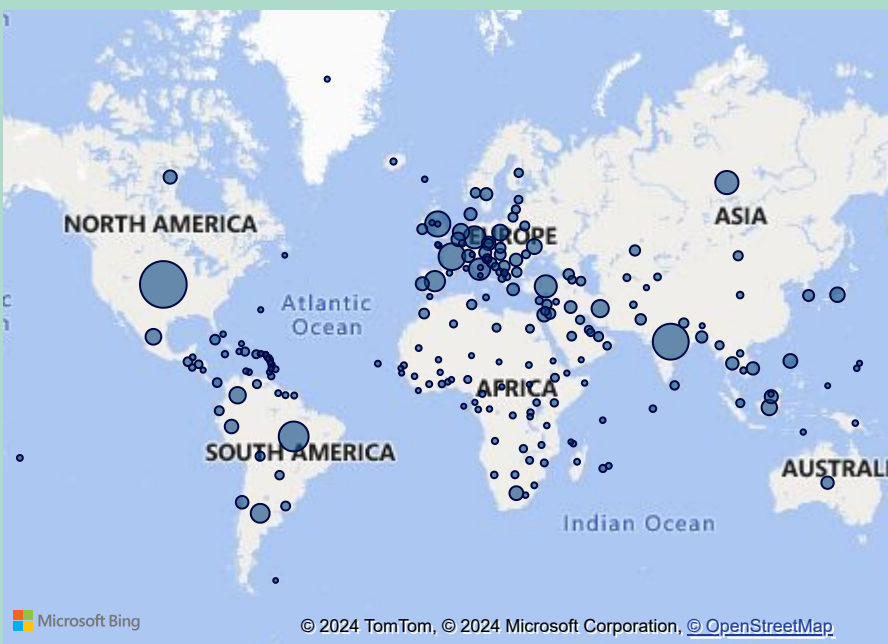 NORTH AMERICA
EUROPE
ASIA
Atlantic
Ocean
AFRICA
SOUTH AMERICA
AUSTRALI
Indian Ocean
Microsoft Bing
© 2024 TomTom, © 2024 Microsoft Corporation, © OpenStreetMap